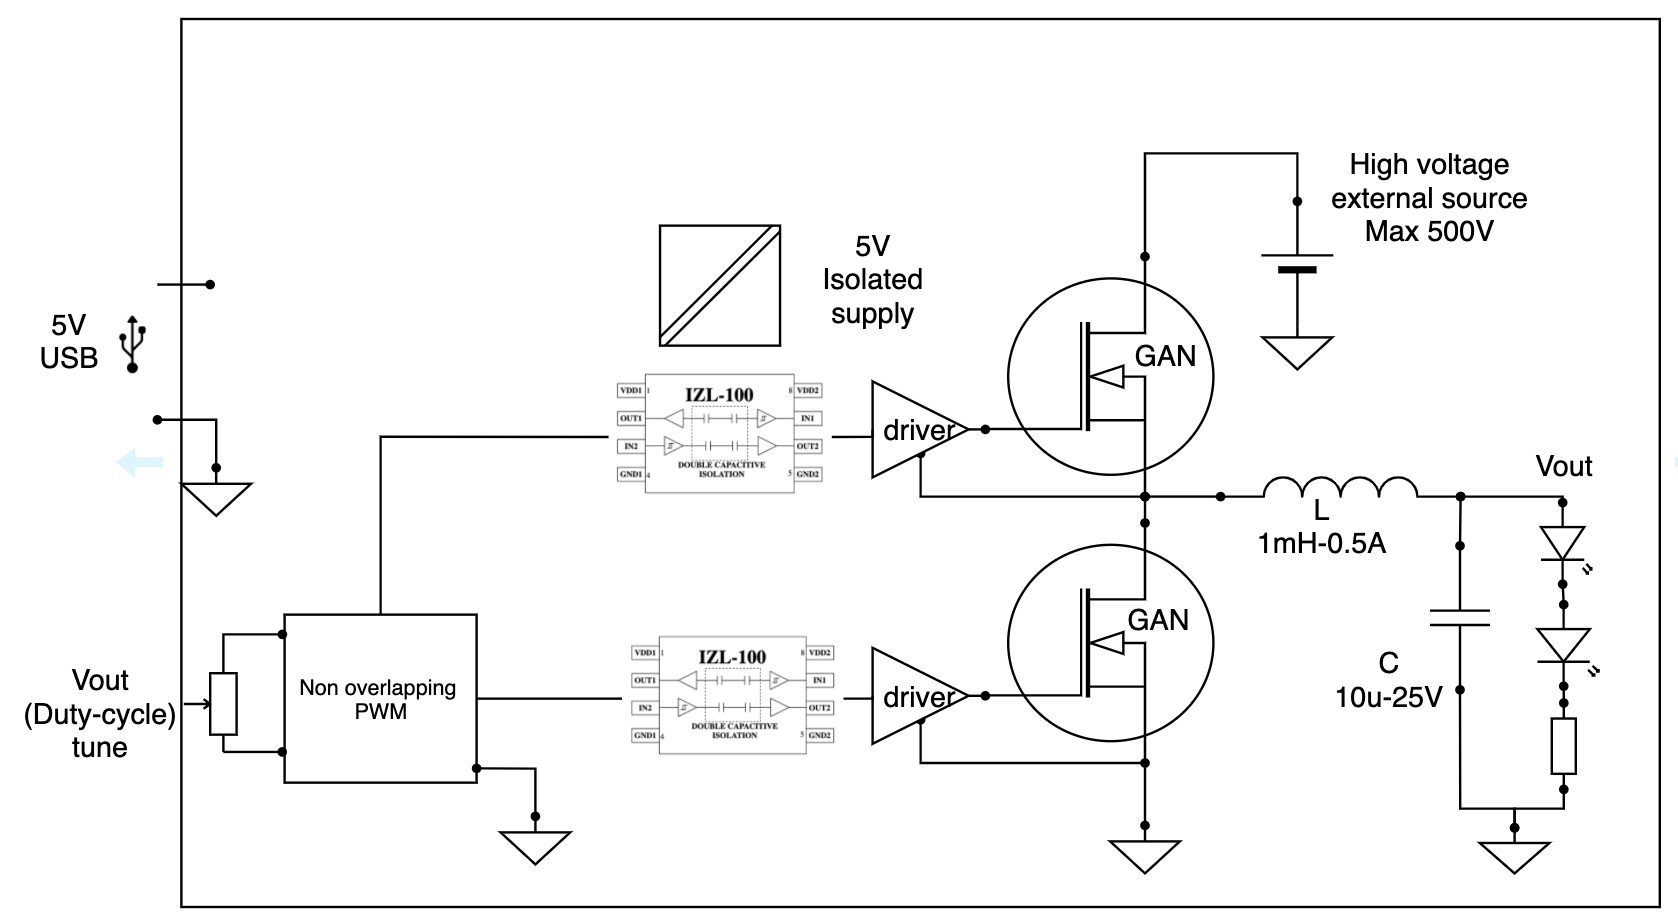 High voltage
external source
Max 500V
5V
Isolated
supply
5V
USB
IZL-100
VDD1
1
OUT1
IN2
GND1
4
8
VDD2
IN1
OUT2
5
GND2
DOUBLE CAPACITIVE
ISOLATION
driver
GAN
Vout
L
1mH-0.5A
GAN
C
10u-25V
Vout
(Duty-cycle)
tune
Non overlapping
PWM
IZL-100
VDD1
1
OUT1
IN2
GND1
4
8
VDD2
IN1
OUT2
5
GND2
DOUBLE CAPACITIVE
ISOLATION
driver